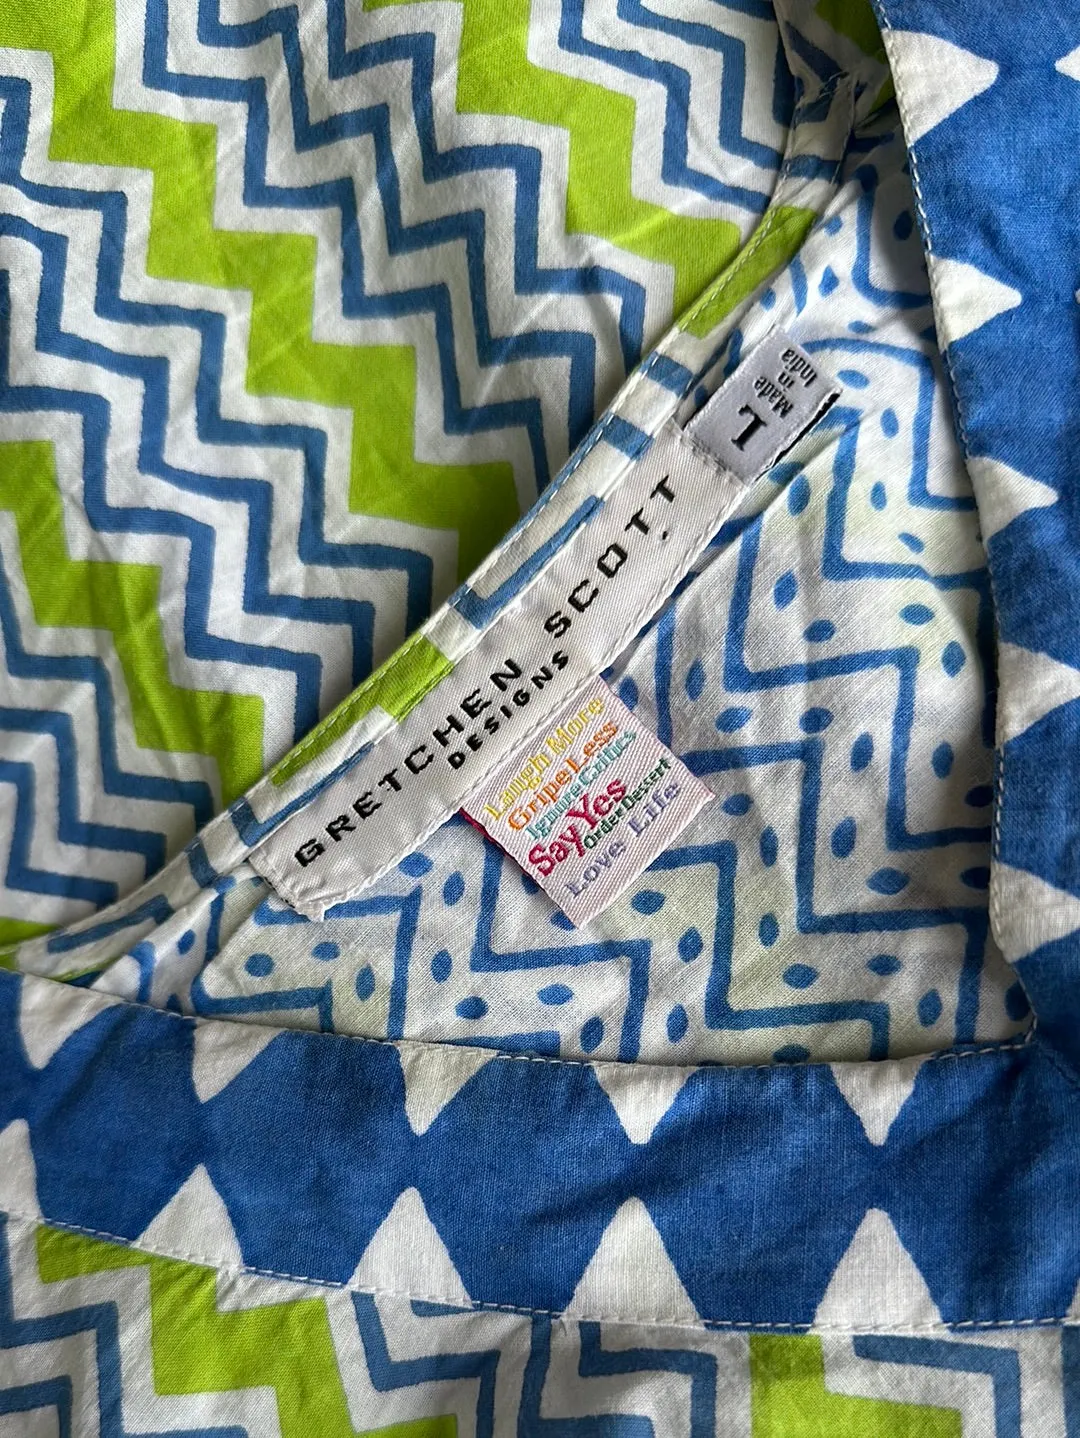 GRETCHEN SCOTT
DESIGNS
L
Made
in
India
Laugh More
Gripe Less
Ignore Critics
Say Yes
Order Dessert
Love Life